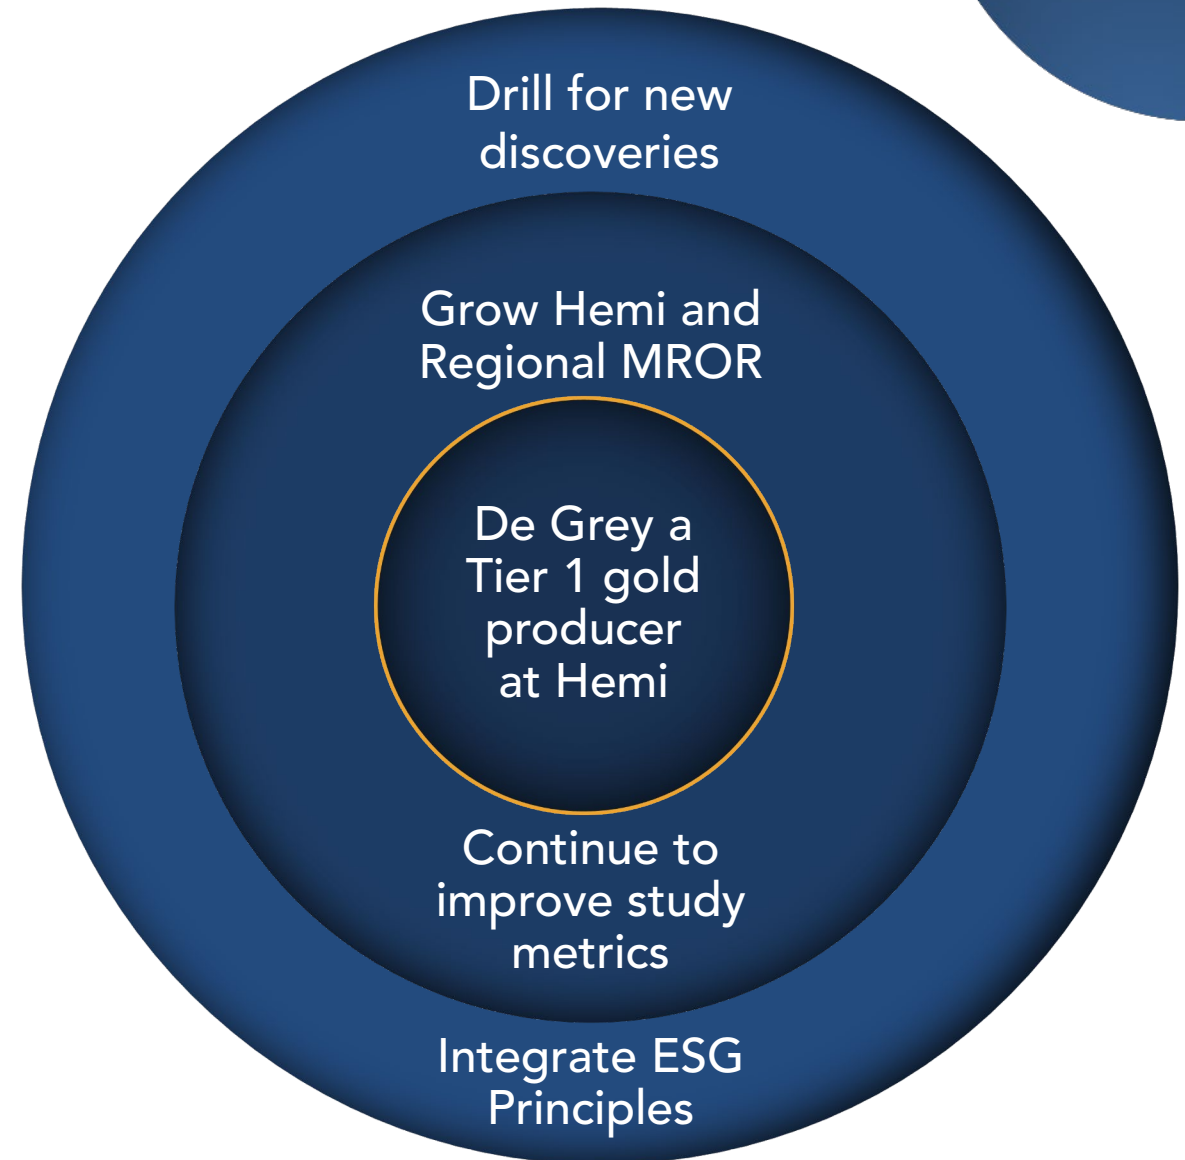 Drill for new
discoveries
Grow Hemi and
Regional MROR
De Grey a
Tier 1 gold
producer
at Hemi
Continue to
improve study
metrics
Integrate ESG
Principles